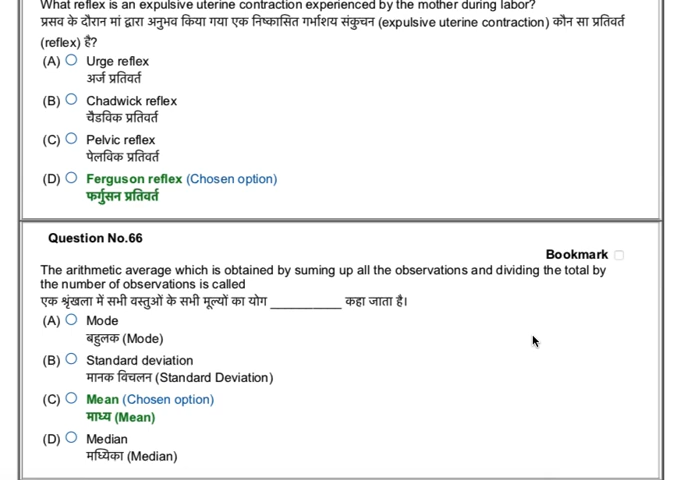 What reflex is an expulsive uterine contraction experienced by the mother during labor?
प्रसव के दौरान मां द्वारा अनुभव किया गया एक निष्कासित गर्भाशय संकुचन (expulsive uterine contraction) कौन सा प्रतिवर्त
(reflex) है?
(A) Urge reflex
अर्ज प्रतिवर्त
(B) Chadwick reflex
चैडविक प्रतिवर्त
(C) Pelvic reflex
पेलविक प्रतिवर्त
(D) Ferguson reflex (Chosen option)
फर्गुसन प्रतिवर्त
Question No.66
Bookmark
The arithmetic average which is obtained by suming up all the observations and dividing the total by
the number of observations is called
एक श्रृंखला में सभी वस्तुओं के सभी मूल्यों का योग ____________ कहा जाता है।
(A) Mode
बहुलक (Mode)
(B) Standard deviation
मानक विचलन (Standard Deviation)
(C) Mean (Chosen option)
माध्य (Mean)
(D) Median
मध्यिका (Median)